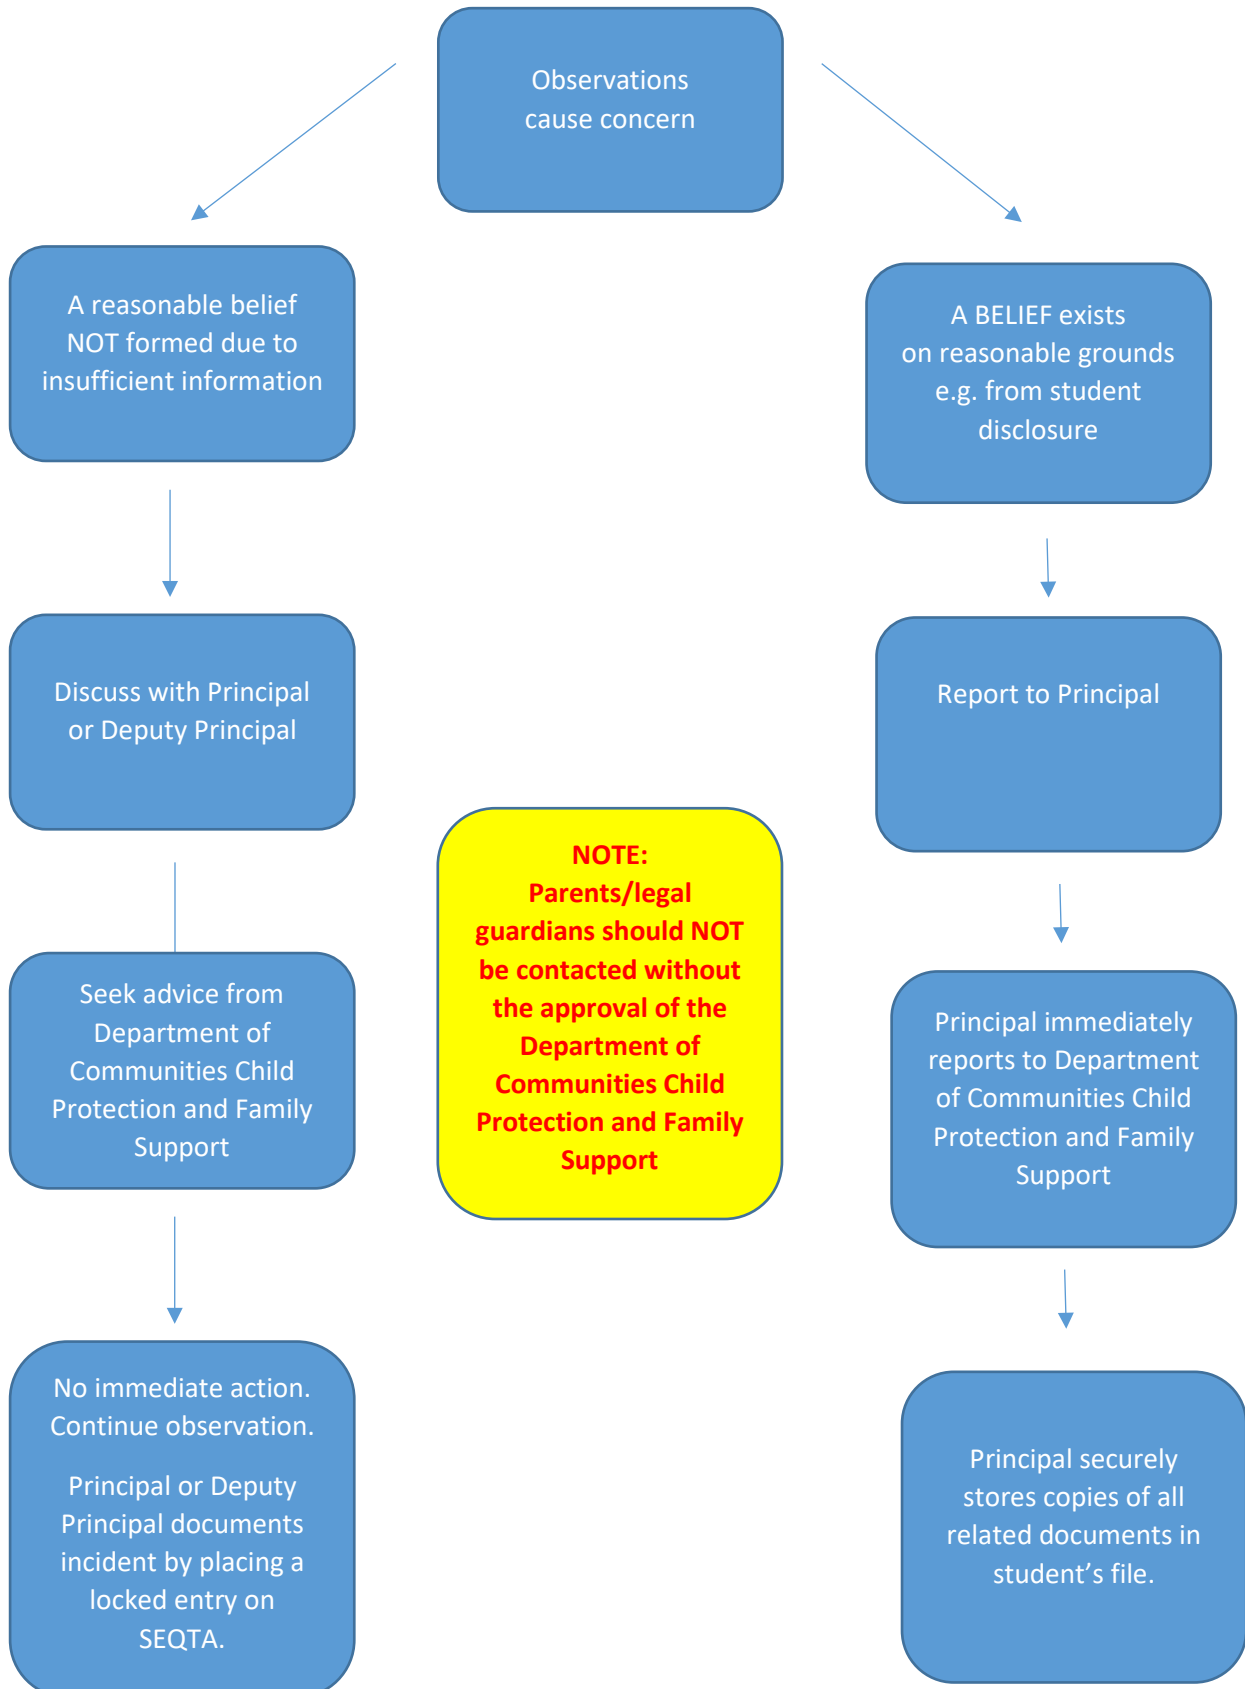 Observations
cause concern
A reasonable belief
NOT formed due to
insufficient information
A BELIEF exists
on reasonable grounds
e.g. from student
disclosure
Discuss with Principal
or Deputy Principal
Report to Principal
NOTE:
Parents/legal
guardians should NOT
be contacted without
the approval of the
Department of
Communities Child
Protection and Family
Support
Seek advice from
Department of
Communities Child
Protection and Family
Support
Principal immediately
reports to Department
of Communities Child
Protection and Family
Support
No immediate action.
Continue observation.
Principal or Deputy
Principal documents
incident by placing a
locked entry on
SEQTA.
Principal securely
stores copies of all
related documents in
student’s file.